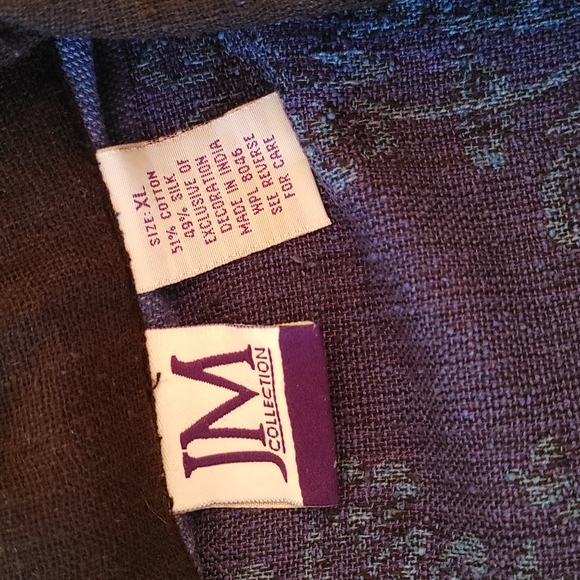 SIZE: XL
51% COTTON
49% SILK
EXCLUSIVE OF
DECORATION
MADE IN INDIA
WPL 8046
SEE REVERSE
FOR CARE
JM
COLLECTION